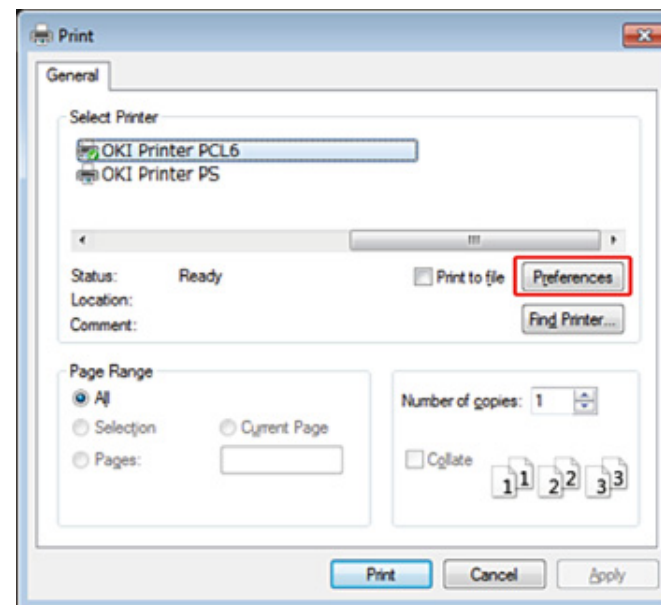 Print
General
Select Printer
OKI Printer PCL6
OKI Printer PS
Status: Ready
Print to file
Preferences
Location:
Comment:
Find Printer...
Page Range
All
Selection
Current Page
Pages:
Number of copies: 1
Collate
1 1 2 2 3 3
Print Cancel Apply